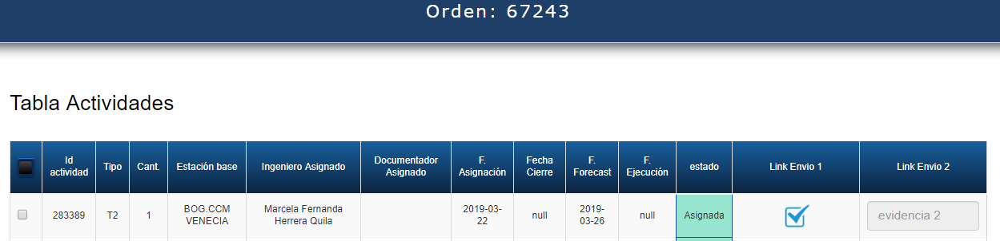 Orden: 67243
Tabla Actividades
Id actividad Tipo Cant. Estación base Ingeniero Asignado Documentador Asignado F. Asignación Fecha Cierre F. Forecast F. Ejecución estado Link Envio 1 Link Envio 2
283389 T2 1 BOG.CCM VENECIA Marcela Fernanda Herrera Quila 2019-03-22 null 2019-03-26 null Asignada evidencia 2